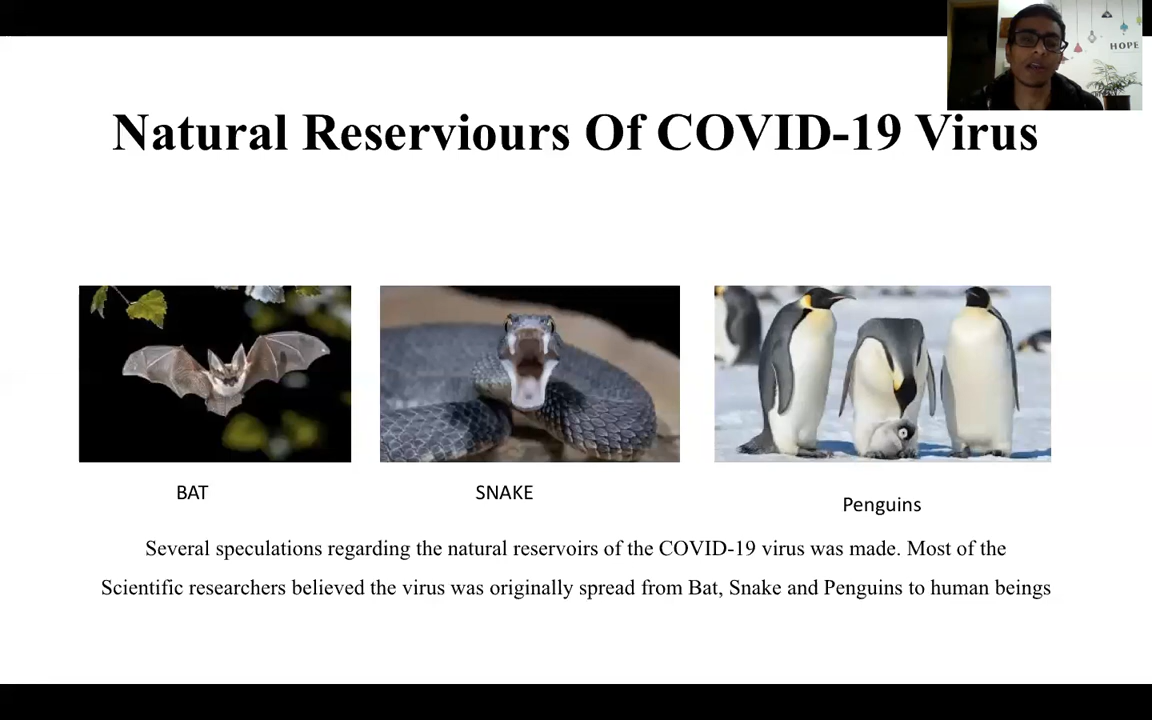 HOPE
Natural Reserviours Of COVID-19 Virus
BAT
SNAKE
Penguins
Several speculations regarding the natural reservoirs of the COVID-19 virus was made. Most of the
Scientific researchers believed the virus was originally spread from Bat, Snake and Penguins to human beings